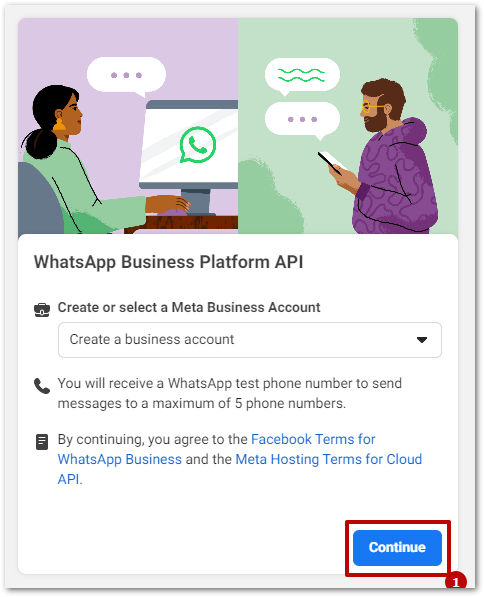 WhatsApp Business Platform API
Create or select a Meta Business Account
Create a business account
You will receive a WhatsApp test phone number to send
messages to a maximum of 5 phone numbers.
By continuing, you agree to the Facebook Terms for
WhatsApp Business and the Meta Hosting Terms for Cloud
API.
Continue
1